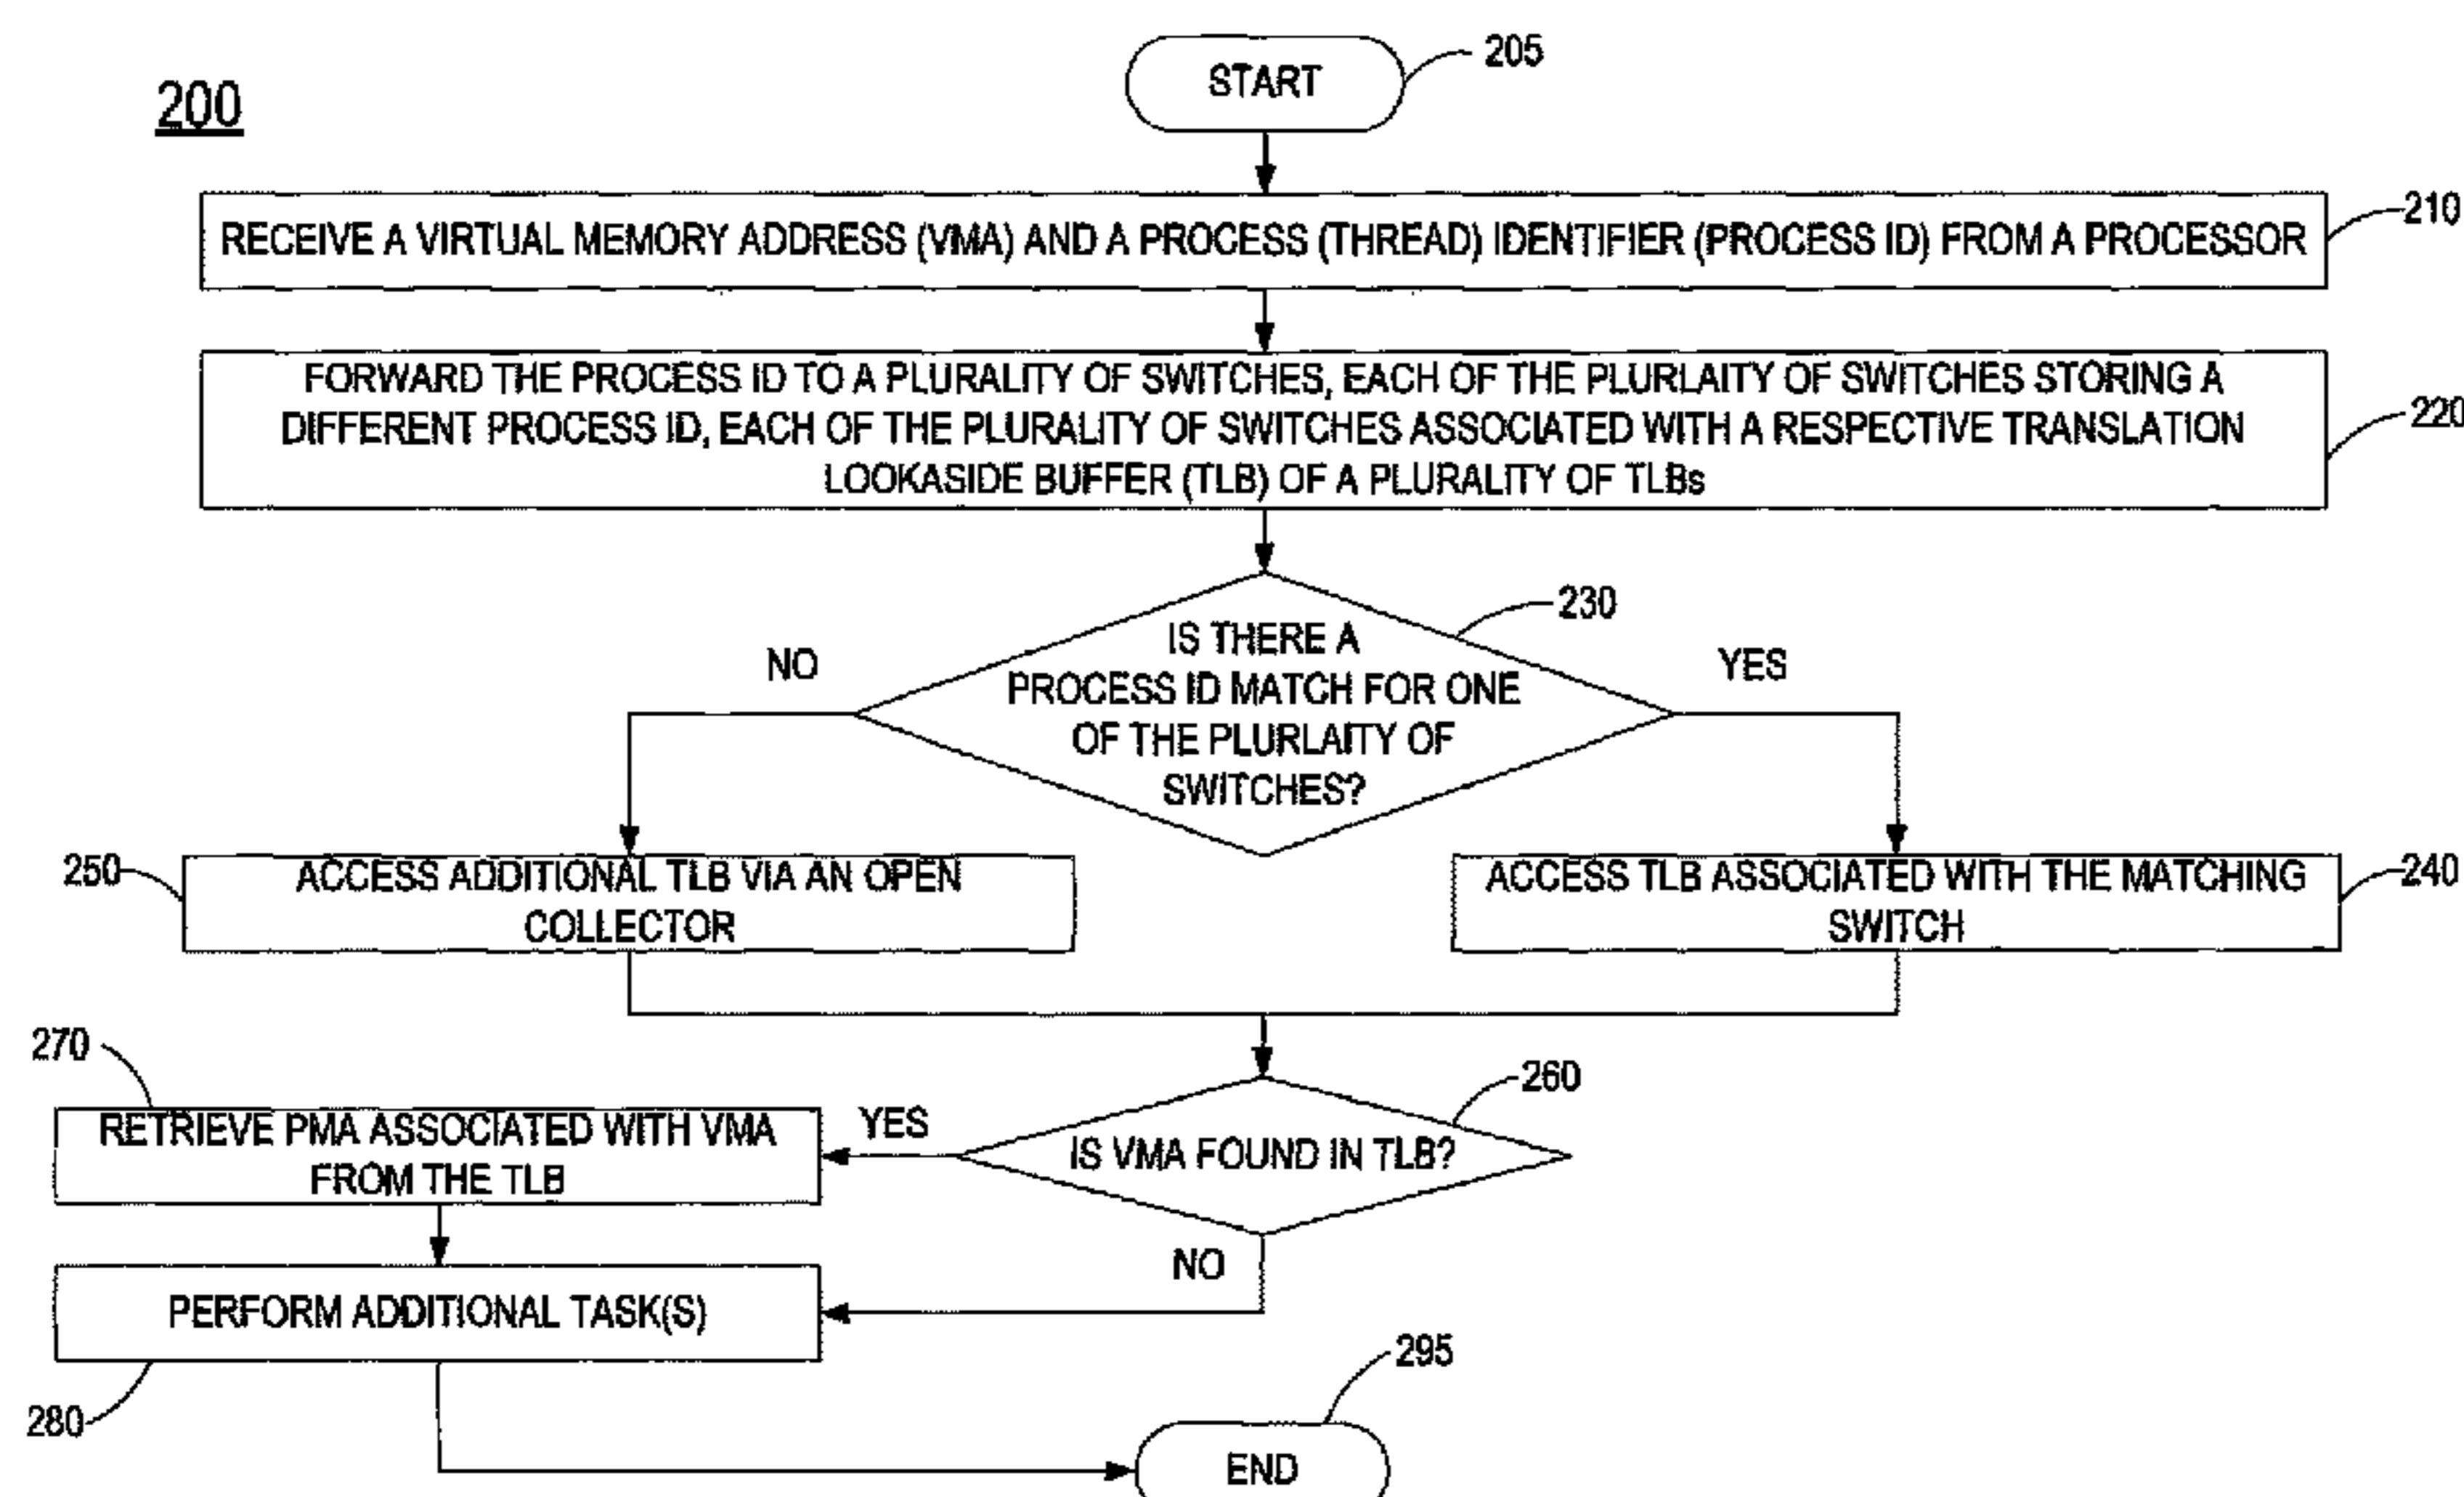 START
205
200
RECEIVE A VIRTUAL MEMORY ADDRESS (VMA) AND A PROCESS (THREAD) IDENTIFIER (PROCESS ID) FROM A PROCESSOR
210
FORWARD THE PROCESS ID TO A PLURALITY OF SWITCHES, EACH OF THE PLURLAITY OF SWITCHES STORING A
DIFFERENT PROCESS ID, EACH OF THE PLURALITY OF SWITCHES ASSOCIATED WITH A RESPECTIVE TRANSLATION
LOOKASIDE BUFFER (TLB) OF A PLURALITY OF TLBs
220
230
IS THERE A
PROCESS ID MATCH FOR ONE
OF THE PLURLAITY OF
SWITCHES?
NO
YES
250
ACCESS ADDITIONAL TLB VIA AN OPEN
COLLECTOR
ACCESS TLB ASSOCIATED WITH THE MATCHING
SWITCH
240
270
260
RETRIEVE PMA ASSOCIATED WITH VMA
FROM THE TLB
YES
IS VMA FOUND IN TLB?
NO
PERFORM ADDITIONAL TASK(S)
280
295
END